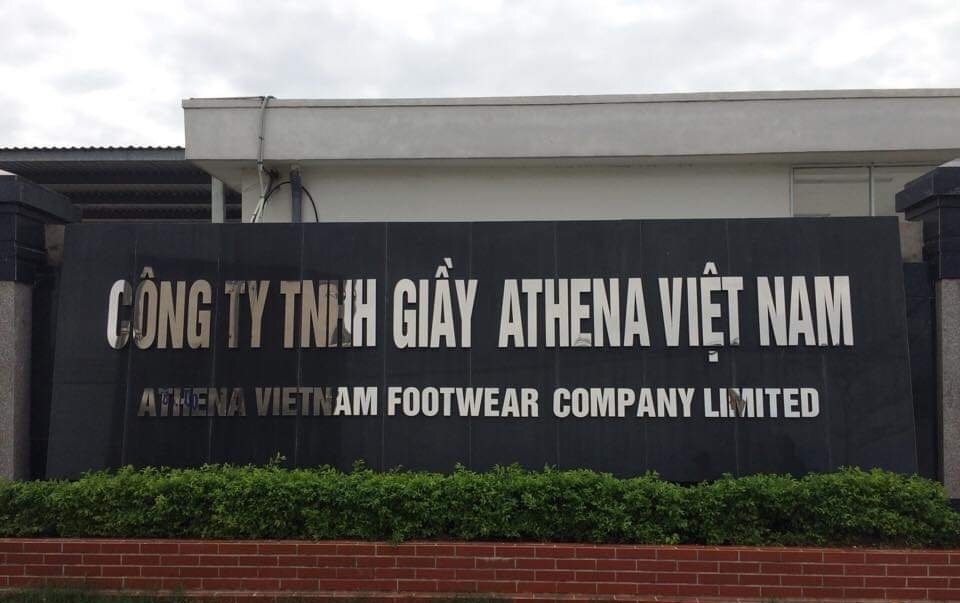 CÔNG TY TNHH GIẦY ATHENA VIỆT NAM
ATHENA VIETNAM FOOTWEAR COMPANY LIMITED